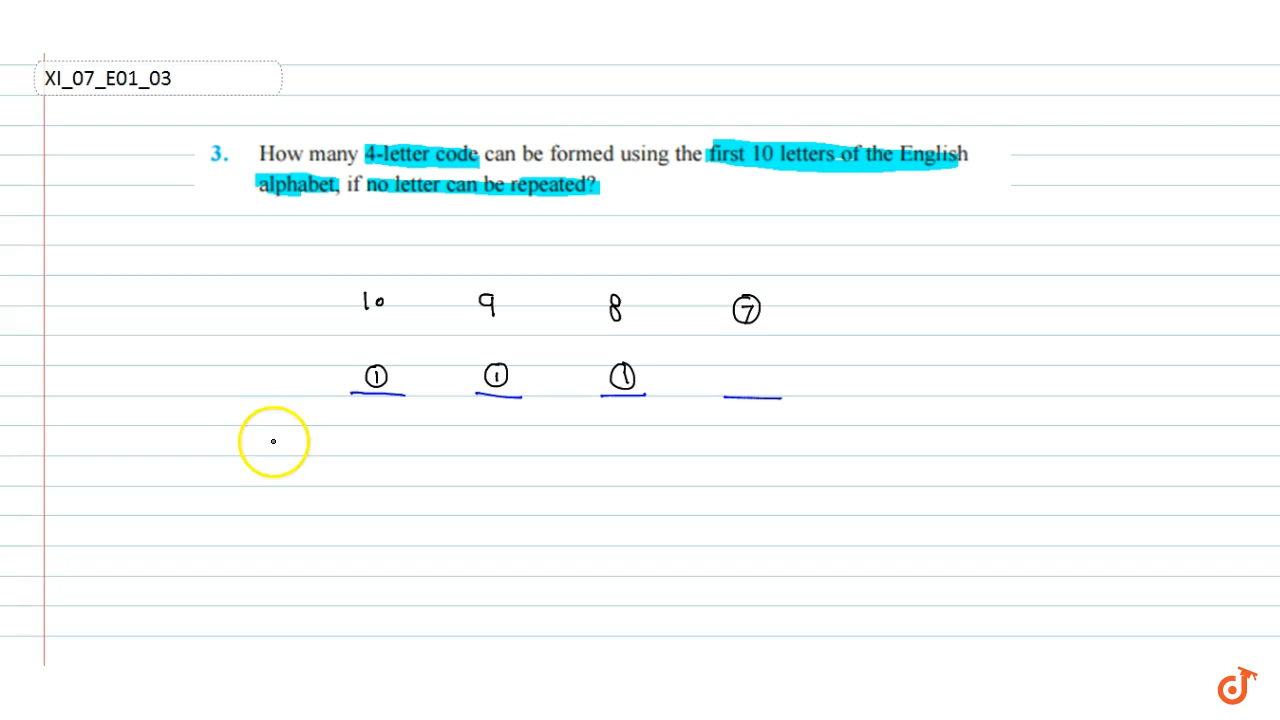 XI_07_E01_03
3. How many 4-letter code can be formed using the first 10 letters of the English
alphabet, if no letter can be repeated?
10 9 8 7
1 1 1